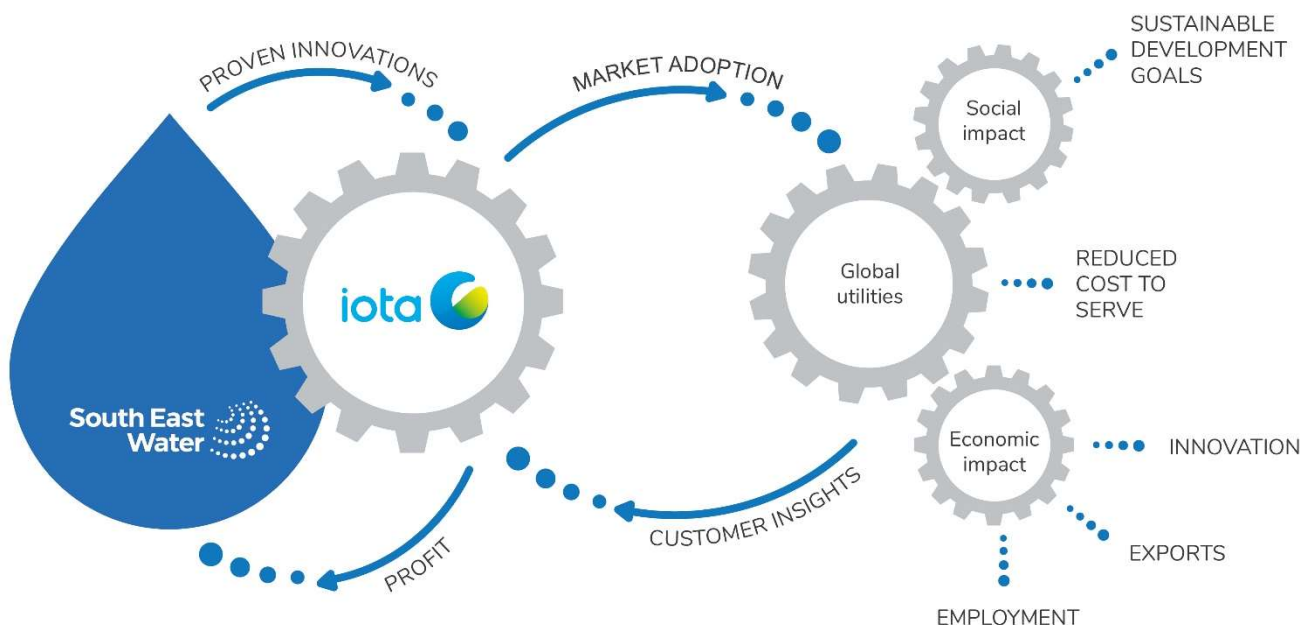 PROVEN INNOVATIONS
MARKET ADOPTION
SUSTAINABLE
DEVELOPMENT
GOALS
Social
impact
iota
Global
utilities
REDUCED
COST TO
SERVE
South East
Water
Economic
impact
INNOVATION
CUSTOMER INSIGHTS
PROFIT
EXPORTS
EMPLOYMENT